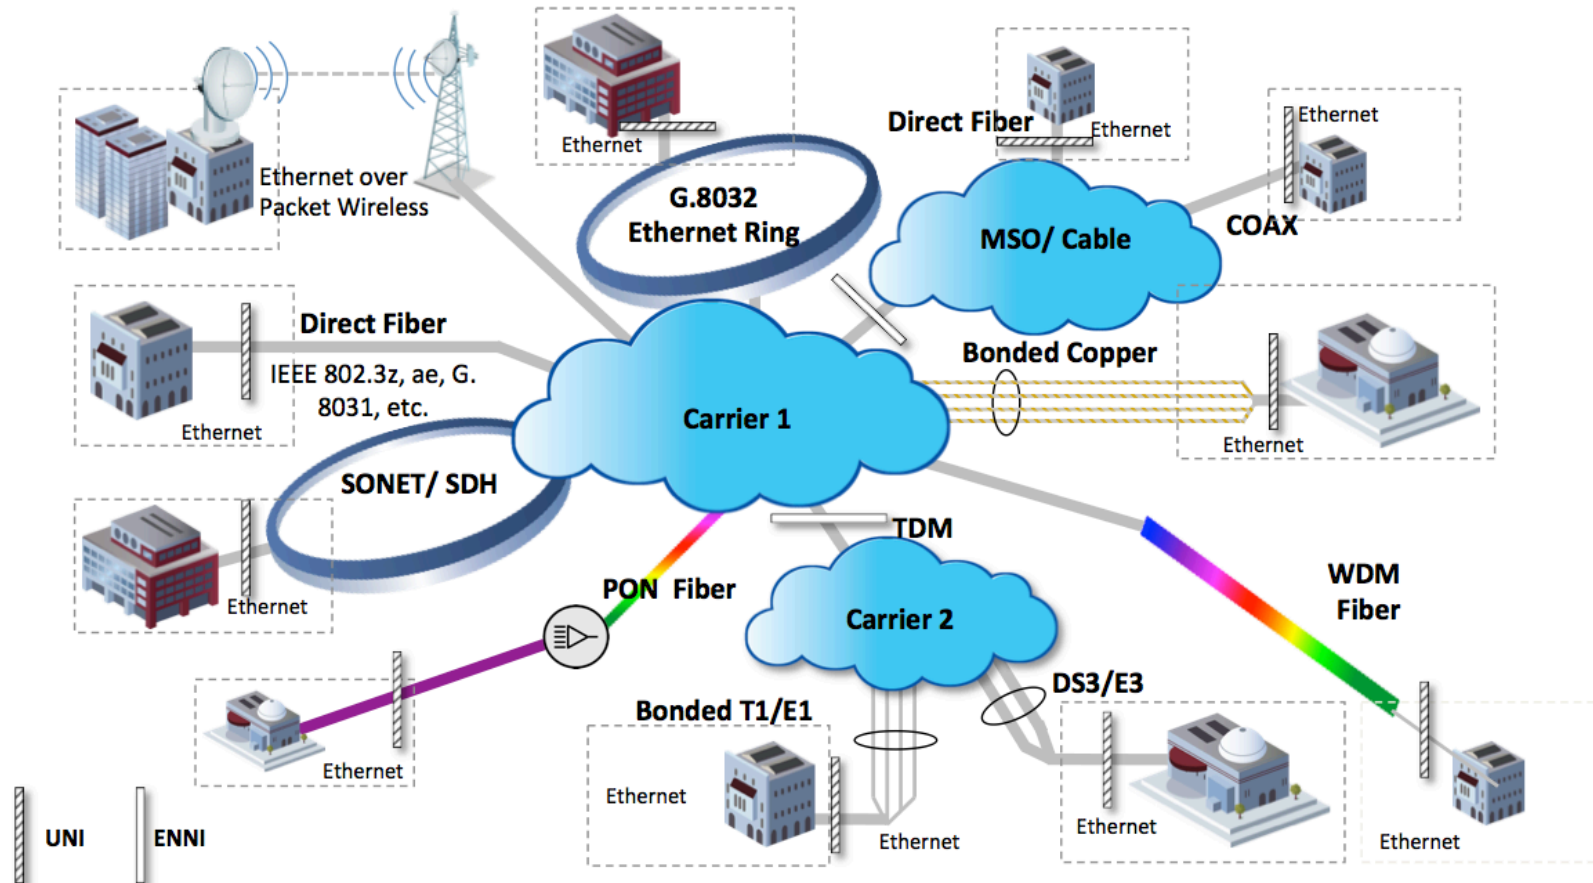 Ethernet
Direct Fiber
Ethernet
Ethernet
Ethernet over
Packet Wireless
G.8032
Ethernet Ring
MSO/ Cable
COAX
Direct Fiber
IEEE 802.3z, ae, G.
8031, etc.
Ethernet
Bonded Copper
Carrier 1
Ethernet
SONET/ SDH
TDM
Ethernet
PON  Fiber
Carrier 2
WDM
Fiber
DS3/E3
Bonded T1/E1
Ethernet
Ethernet
Ethernet
Ethernet
Ethernet
UNI
ENNI